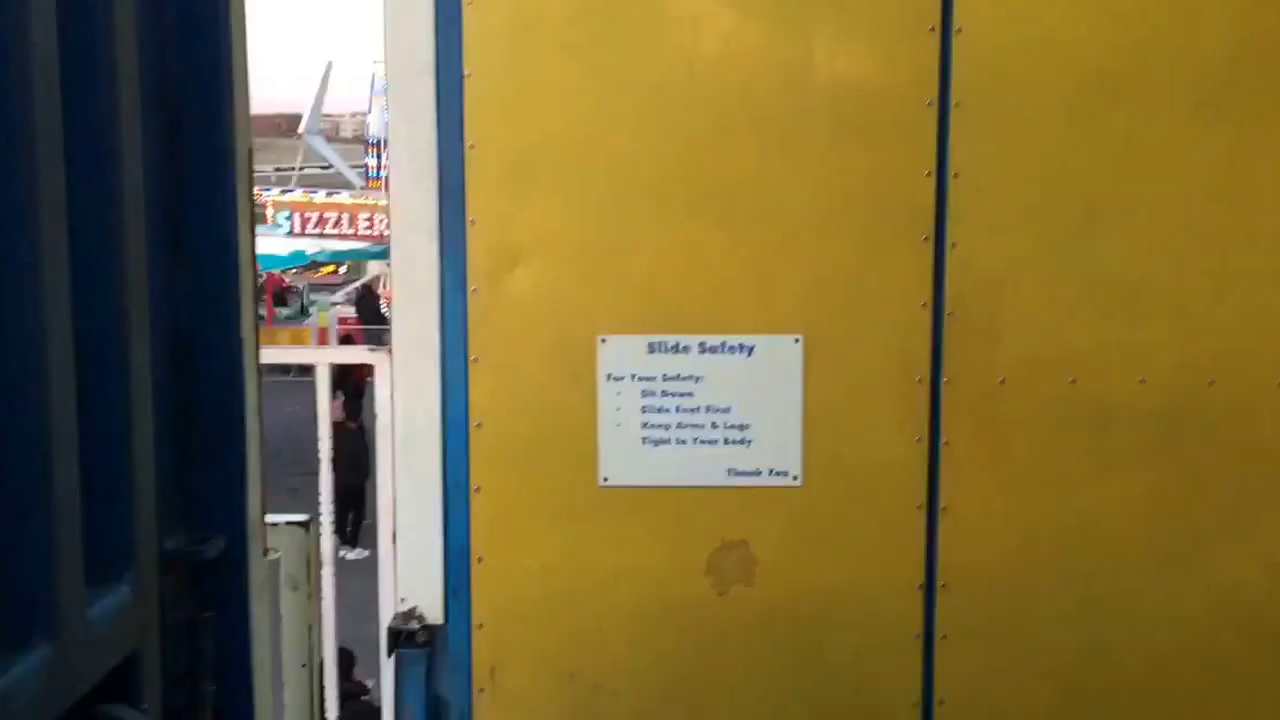 SIZZLER
Slide Safety
For Your Safety:
- Sit Down
- Slide Feet First
- Keep Arms & Legs
Tight to Your Body
Thank You